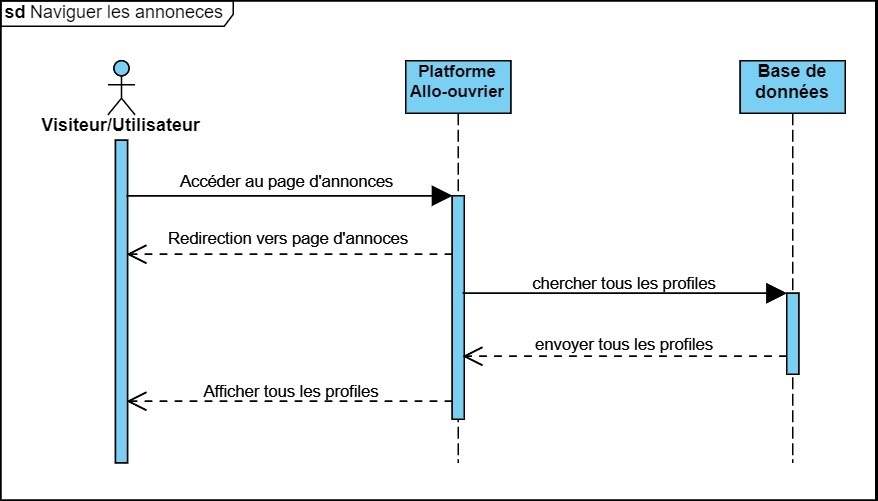 sd Naviguer les annoneces
Platforme
Allo-ouvrier
Base de
données
Visiteur/Utilisateur
Accéder au page d'annonces
Redirection vers page d'annoces
chercher tous les profiles
envoyer tous les profiles
Afficher tous les profiles